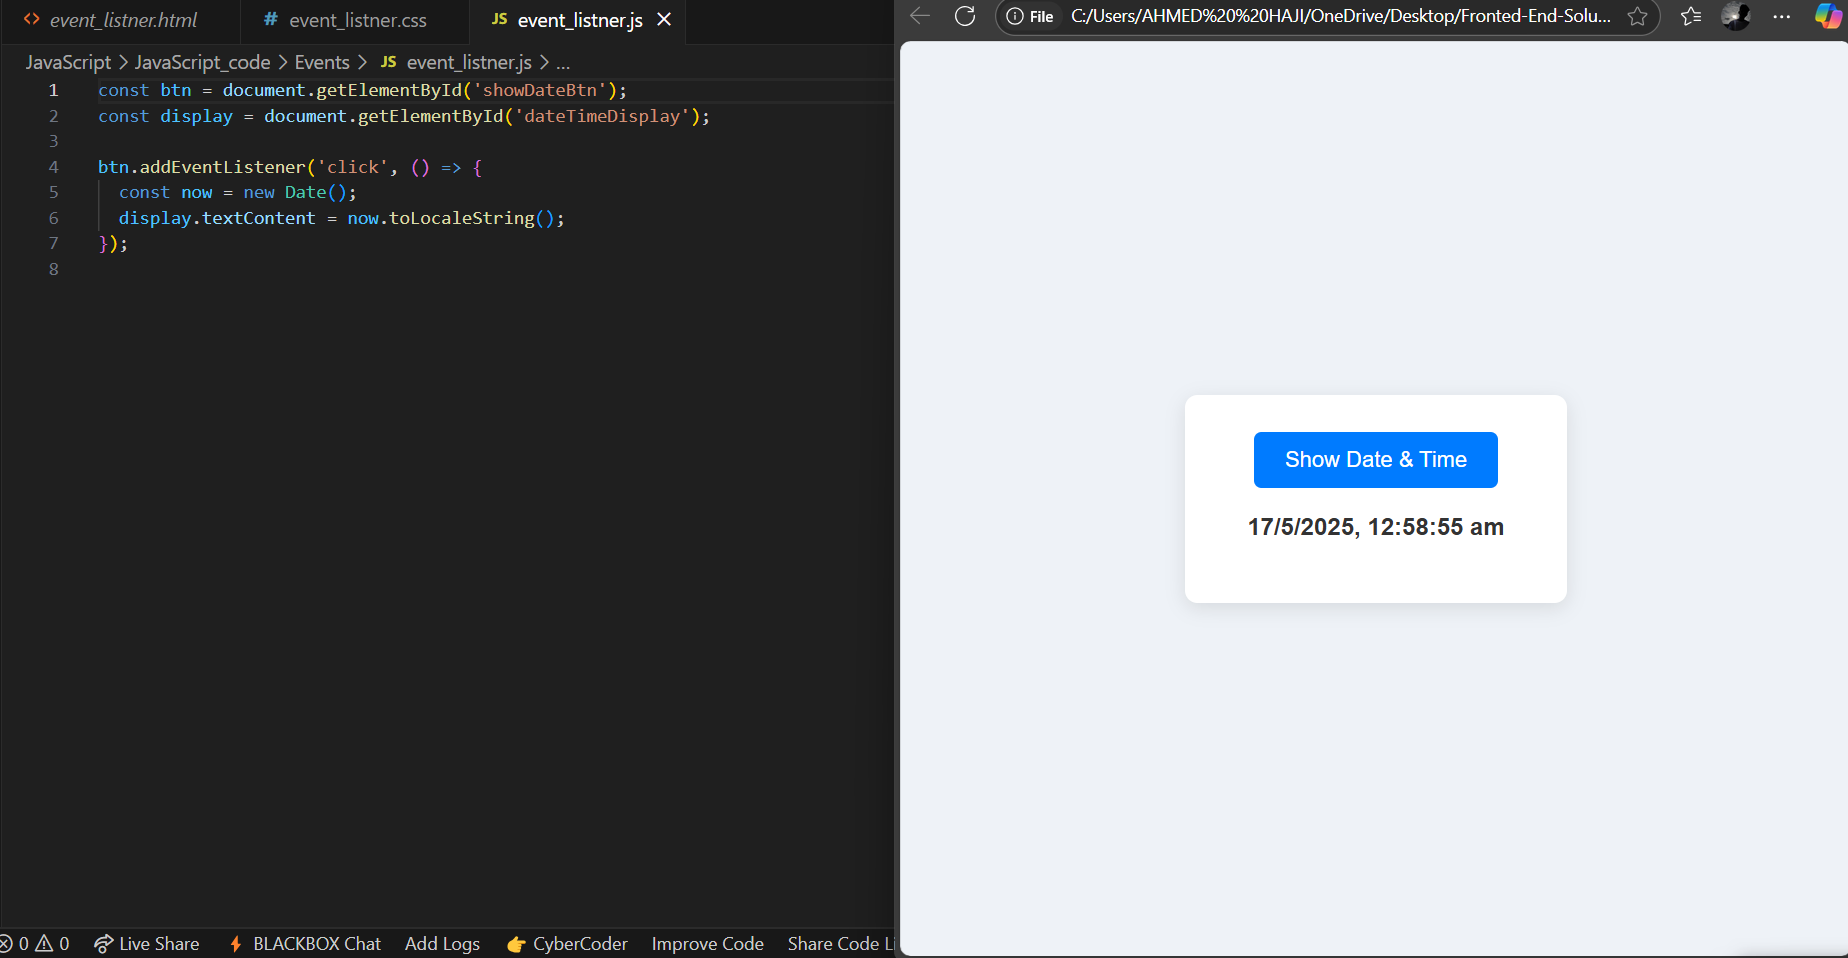 event_listner.html
# event_listner.css
JS event_listner.js
JavaScript > JavaScript_code > Events > JS event_listner.js > ...
1 const btn = document.getElementById('showDateBtn');
2 const display = document.getElementById('dateTimeDisplay');
3
4 btn.addEventListener('click', () => {
5 const now = new Date();
6 display.textContent = now.toLocaleString();
7 });
8
0 0 Live Share BLACKBOX Chat Add Logs CyberCoder Improve Code Share Code Li
File C:/Users/AHMED%20%20HAJI/OneDrive/Desktop/Fronted-End-Solu...
Show Date & Time
17/5/2025, 12:58:55 am